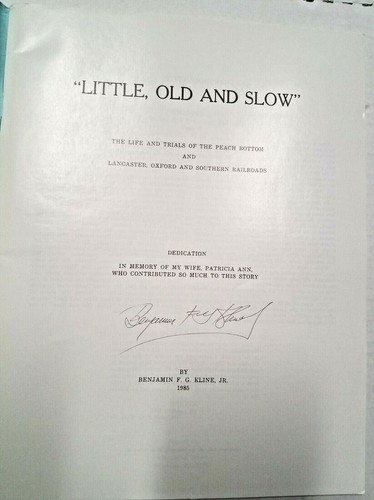 "LITTLE, OLD AND SLOW"
THE LIFE AND TRIALS OF THE PEACH BOTTOM
AND
LANCASTER, OXFORD AND SOUTHERN RAILROADS
DEDICATION
IN MEMORY OF MY WIFE, PATRICIA ANN,
WHO CONTRIBUTED SO MUCH TO THIS STORY
Benjamin F G Kline
BY
BENJAMIN F. G. KLINE, JR.
1985